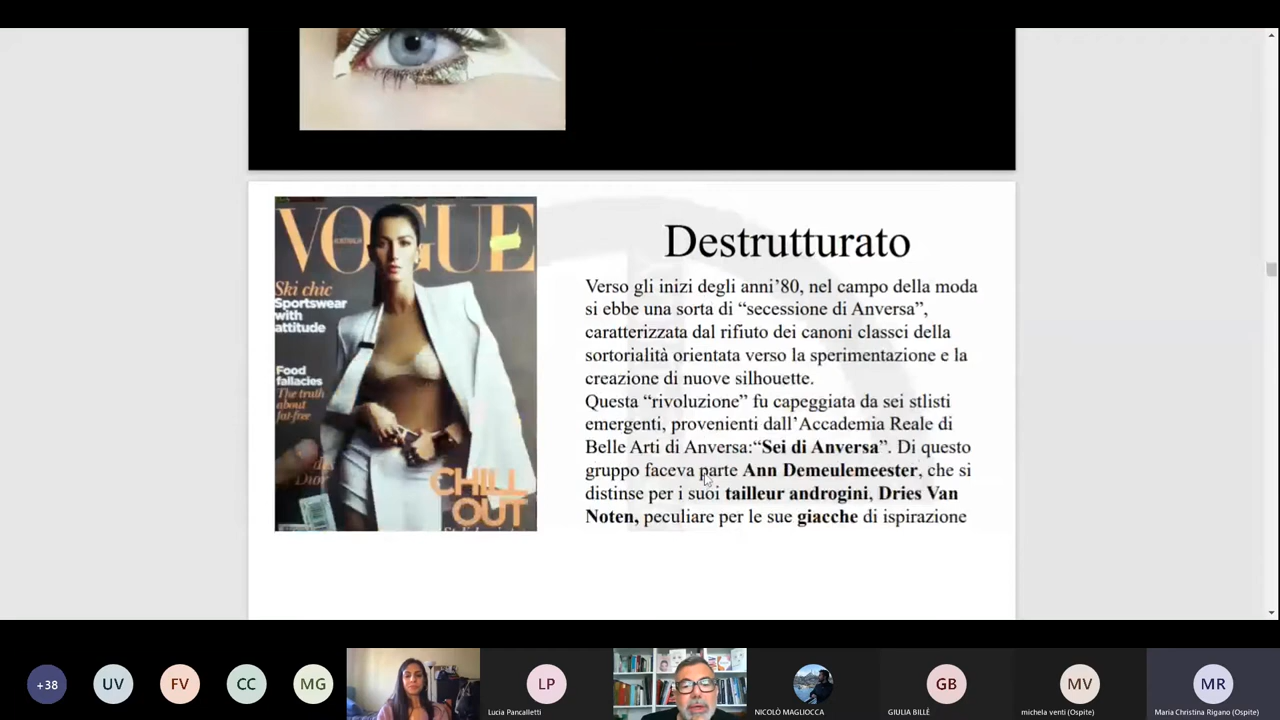 VOGUE
AUSTRALIA
Ski chic
Sportswear
with
attitude
Food
fallacies
The truth
about
fat-free
Dior
CHILL
OUT
Destrutturato
Verso gli inizi degli anni’80, nel campo della moda
si ebbe una sorta di “secessione di Anversa”,
caratterizzata dal rifiuto dei canoni classci della
sortorialità orientata verso la sperimentazione e la
creazione di nuove silhouette.
Questa “rivoluzione” fu capeggiata da sei stlisti
emergenti, provenienti dall’Accademia Reale di
Belle Arti di Anversa:“Sei di Anversa”. Di questo
gruppo faceva parte Ann Demeulemeester, che si
distinse per i suoi tailleur androgini, Dries Van
Noten, peculiare per le sue giacche di ispirazione
+38
UV
FV
CC
MG
LP
Lucia Pancalletti
NICOLÒ MAGLIOCCA
GB
GIULIA BILLÈ
MV
michela venti (Ospite)
MR
Maria Christina Rigano (Ospite)